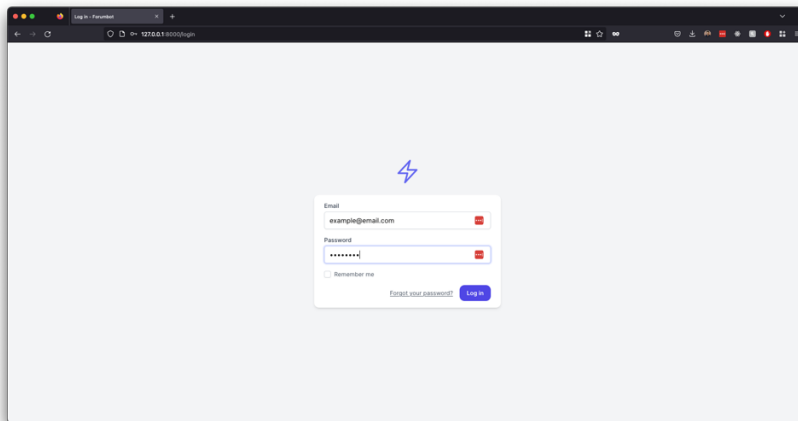 Log in - Forumbot
127.0.0.1:8000/login
Email
example@email.com
Password
••••••••
Remember me
Forgot your password?
Log in